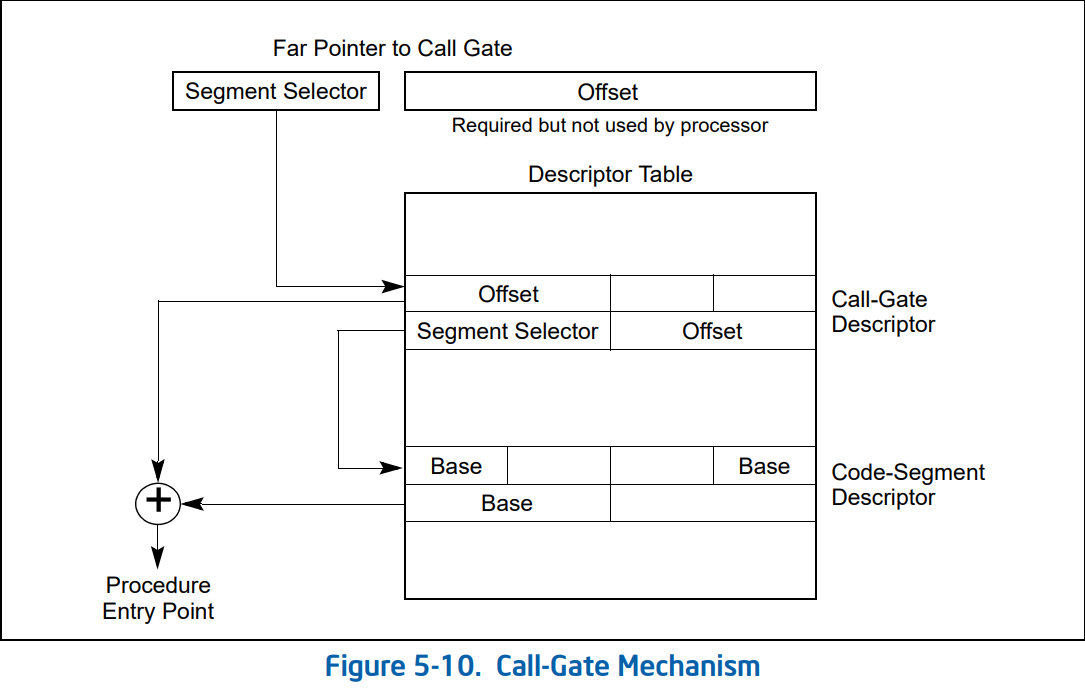 Far Pointer to Call Gate
Segment Selector
Offset
Required but not used by processor
Descriptor Table
Offset
Segment Selector
Offset
Call-Gate
Descriptor
Base
Base
Base
Code-Segment
Descriptor
+
Procedure
Entry Point
Figure 5-10. Call-Gate Mechanism